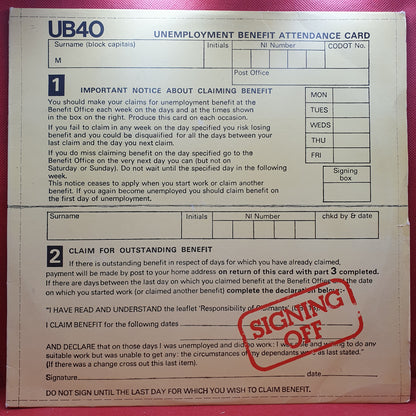 UB40 UNEMPLOYMENT BENEFIT ATTENDANCE CARD
Surname (block capitals) Initials NI Number CODOT No.
M
Post Office
1 IMPORTANT NOTICE ABOUT CLAIMING BENEFIT
You should make your claims for unemployment benefit at the
Benefit Office each week on the days and at the times shown
in the box on the right. Produce this card on each occasion.
If you fail to claim in any week on the day specified you risk losing
benefit and you could be disqualified for all the days between your
last claim and the day you next claim.
If you do miss claiming benefit on the day specified go to the
Benefit Office on the very next day you can (but not on
Saturday or Sunday). Do not wait until the specified day in the following
week.
This notice ceases to apply when you start work or claim another
benefit. If you again become unemployed you should claim benefit on
the first day of unemployment.
MON
TUES
WEDS
THU
FRI
Signing
box
Surname Initials NI Number chkd by & date
2 CLAIM FOR OUTSTANDING BENEFIT
If there is outstanding benefit in respect of days for which you have already claimed,
payment will be made by post to your home address on return of this card with part 3 completed.
If there are days between the last day on which you claimed benefit at the Benefit Office and the date
on which you started work (or claimed another benefit) complete the declaration below:-
"I HAVE READ AND UNDERSTAND the leaflet 'Responsibility of Claimants'
I CLAIM BENEFIT for the following dates
AND DECLARE that on those days I was unemployed and did no work: I was able and willing to do any
suitable work but was unable to get any: the circumstances of my dependants were as last stated."
(If there was a change cross out this last item).
Signature date
DO NOT SIGN UNTIL THE LAST DAY FOR WHICH YOU WISH TO CLAIM BENEFIT.
SIGNING
OFF